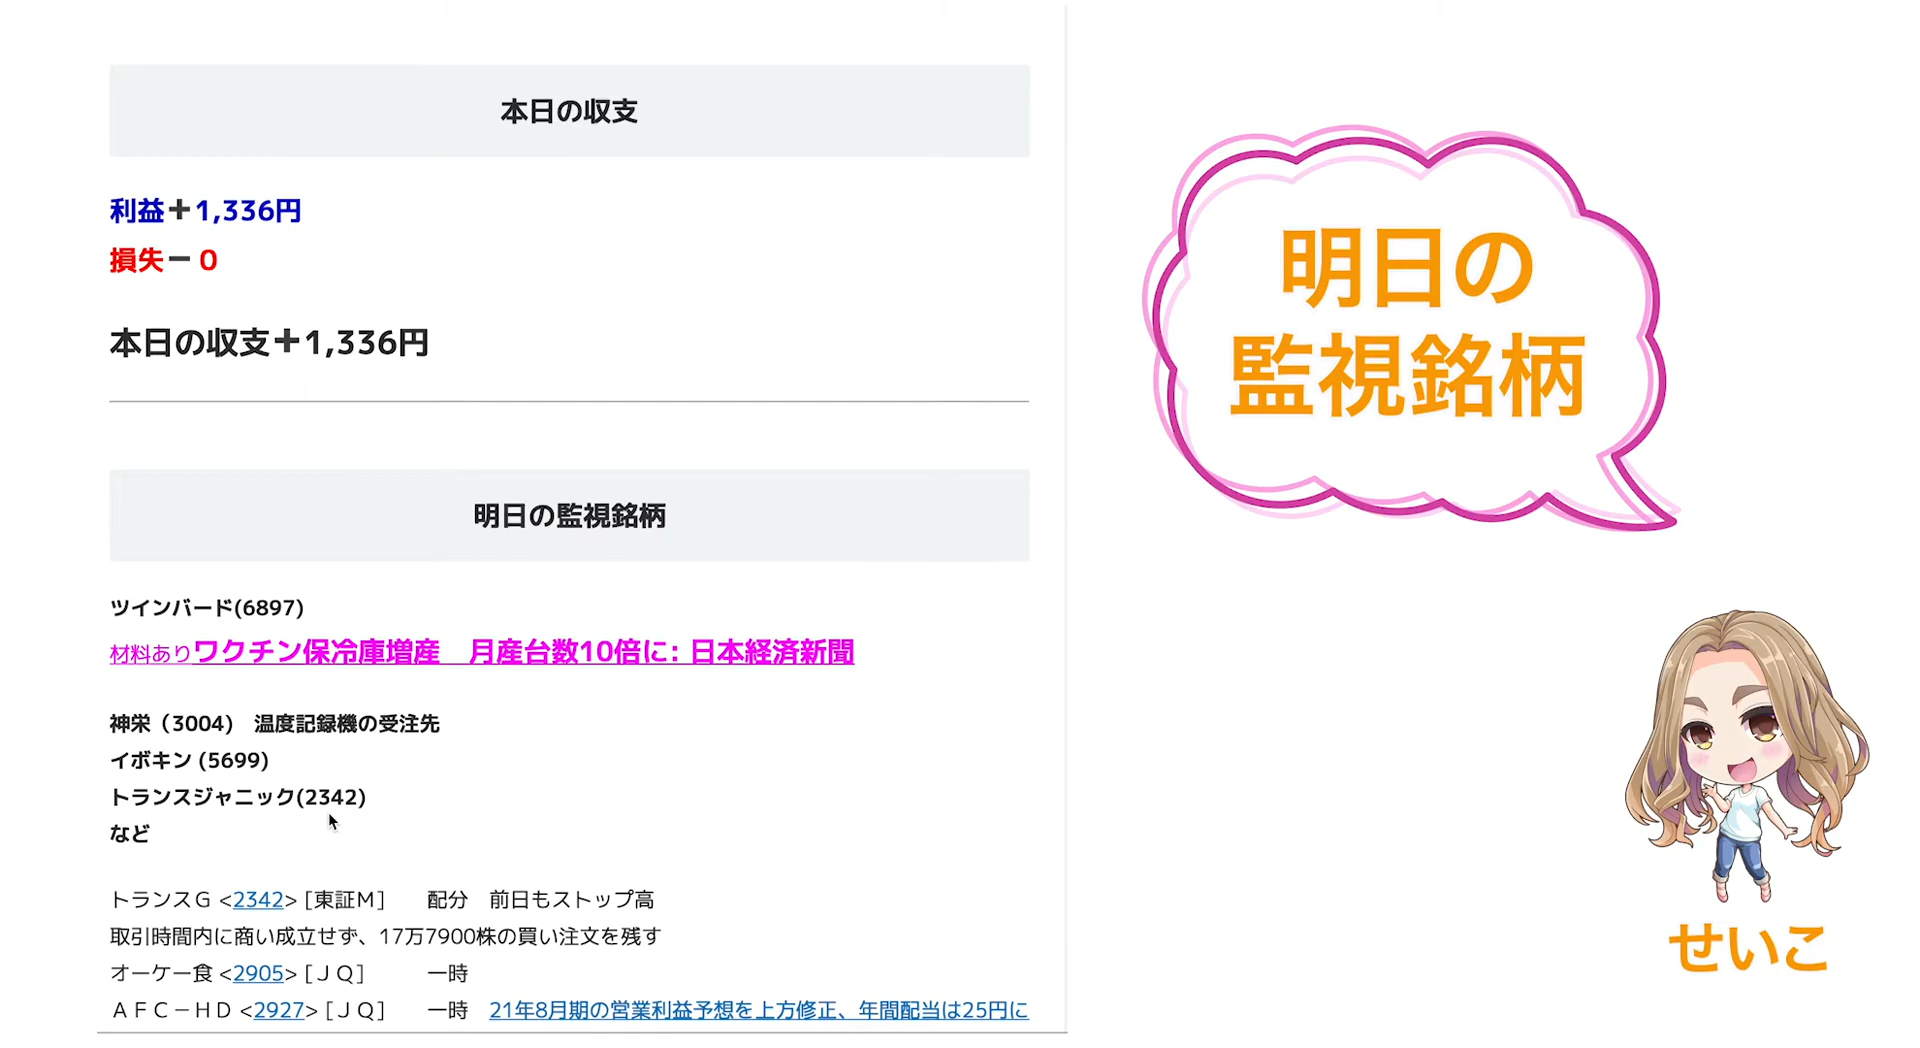 本日の収支
利益＋1,336円
損失ー 0
本日の収支＋1,336円
明日の監視銘柄
ツインバード(6897)
材料ありワクチン保冷庫増産　月産台数10倍に: 日本経済新聞
神栄（3004)　温度記録機の受注先
イボキン (5699)
トランスジャニック(2342)
など
トランスＧ <2342> [東証Ｍ]　　配分　前日もストップ高
取引時間内に商い成立せず、17万7900株の買い注文を残す
オーケー食 <2905> [ＪＱ]　　　一時
ＡＦＣ－ＨＤ <2927> [ＪＱ]　　一時　21年8月期の営業利益予想を上方修正、年間配当は25円に
明日の
監視銘柄
せいこ